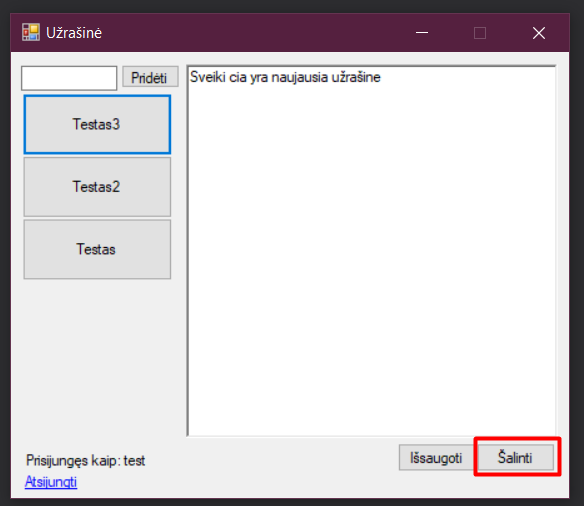 Užrašinė
Pridėti
Sveiki cia yra naujausia užrašine
Testas3
Testas2
Testas
Prisijungęs kaip: test
Atsijungti
Išsaugoti
Šalinti